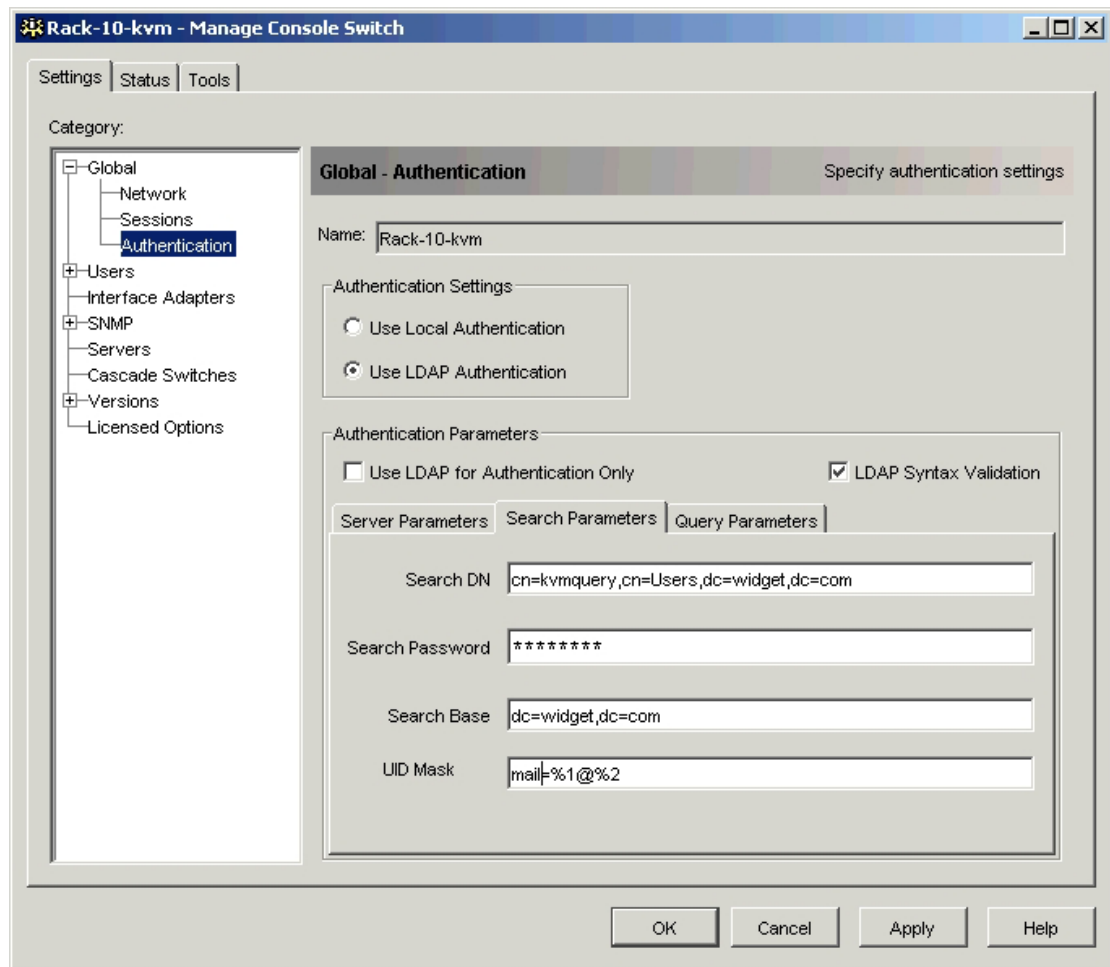 Rack-10-kvm - Manage Console Switch
Settings Status Tools
Category:
Global
Network
Sessions
Authentication
Users
Interface Adapters
SNMP
Servers
Cascade Switches
Versions
Licensed Options
Global - Authentication Specify authentication settings
Name: Rack-10-kvm
Authentication Settings
Use Local Authentication
Use LDAP Authentication
Authentication Parameters
Use LDAP for Authentication Only LDAP Syntax Validation
Server Parameters Search Parameters Query Parameters
Search DN cn=kvmquery,cn=Users,dc=widget,dc=com
Search Password ********
Search Base dc=widget,dc=com
UID Mask mail=%1@%2
OK Cancel Apply Help